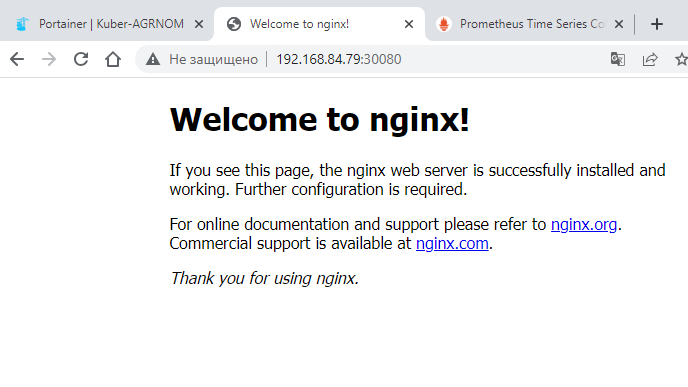 Portainer | Kuber-AGRNOM
Welcome to nginx!
Prometheus Time Series Co
Не защищено | 192.168.84.79:30080
Welcome to nginx!
If you see this page, the nginx web server is successfully installed and
working. Further configuration is required.
For online documentation and support please refer to nginx.org.
Commercial support is available at nginx.com.
Thank you for using nginx.